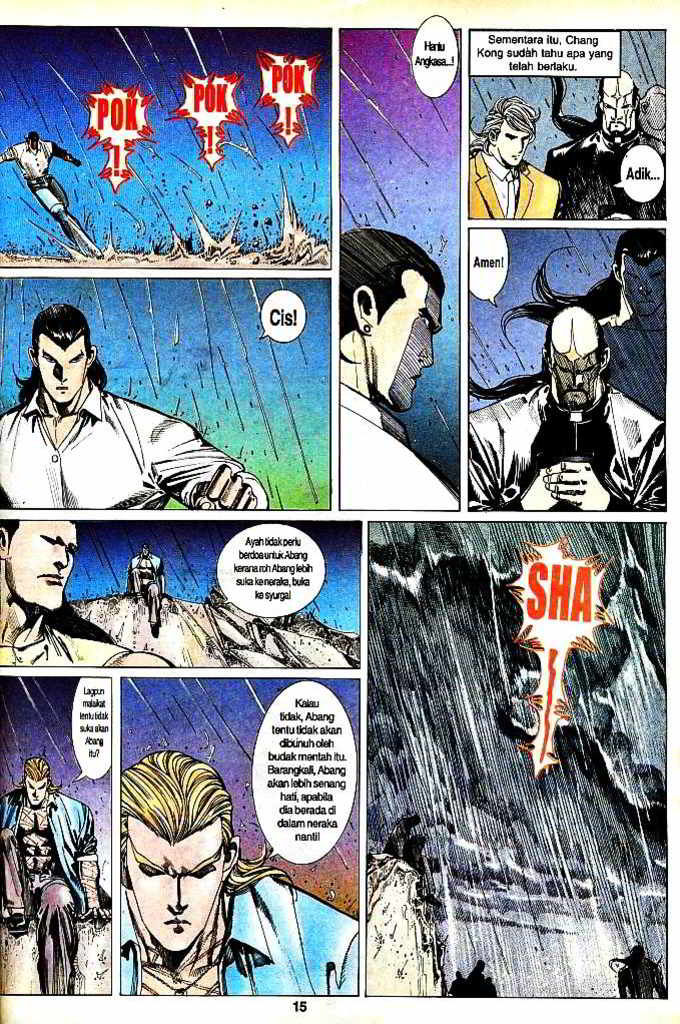 POK
!
POK
!
POK
!
Hantu
Angkasa...!
Sementara itu, Chang
Kong sudah tahu apa yang
telah berlaku.
Adik...
Cis!
Amen!
Ayah tidak perlu
berdoa untuk Abang
kerana roh Abang lebih
suka ke neraka, buka
ke syurga!
Lagipun
malaikat
tentu tidak
suka akan
Abang
itu?
Kalau
tidak, Abang
tentu tidak akan
dibunuh oleh
budak mentah itu.
Barangkali, Abang
akan lebih senang
hati, apabila
dia berada di
dalam neraka
nanti!
SHA
15